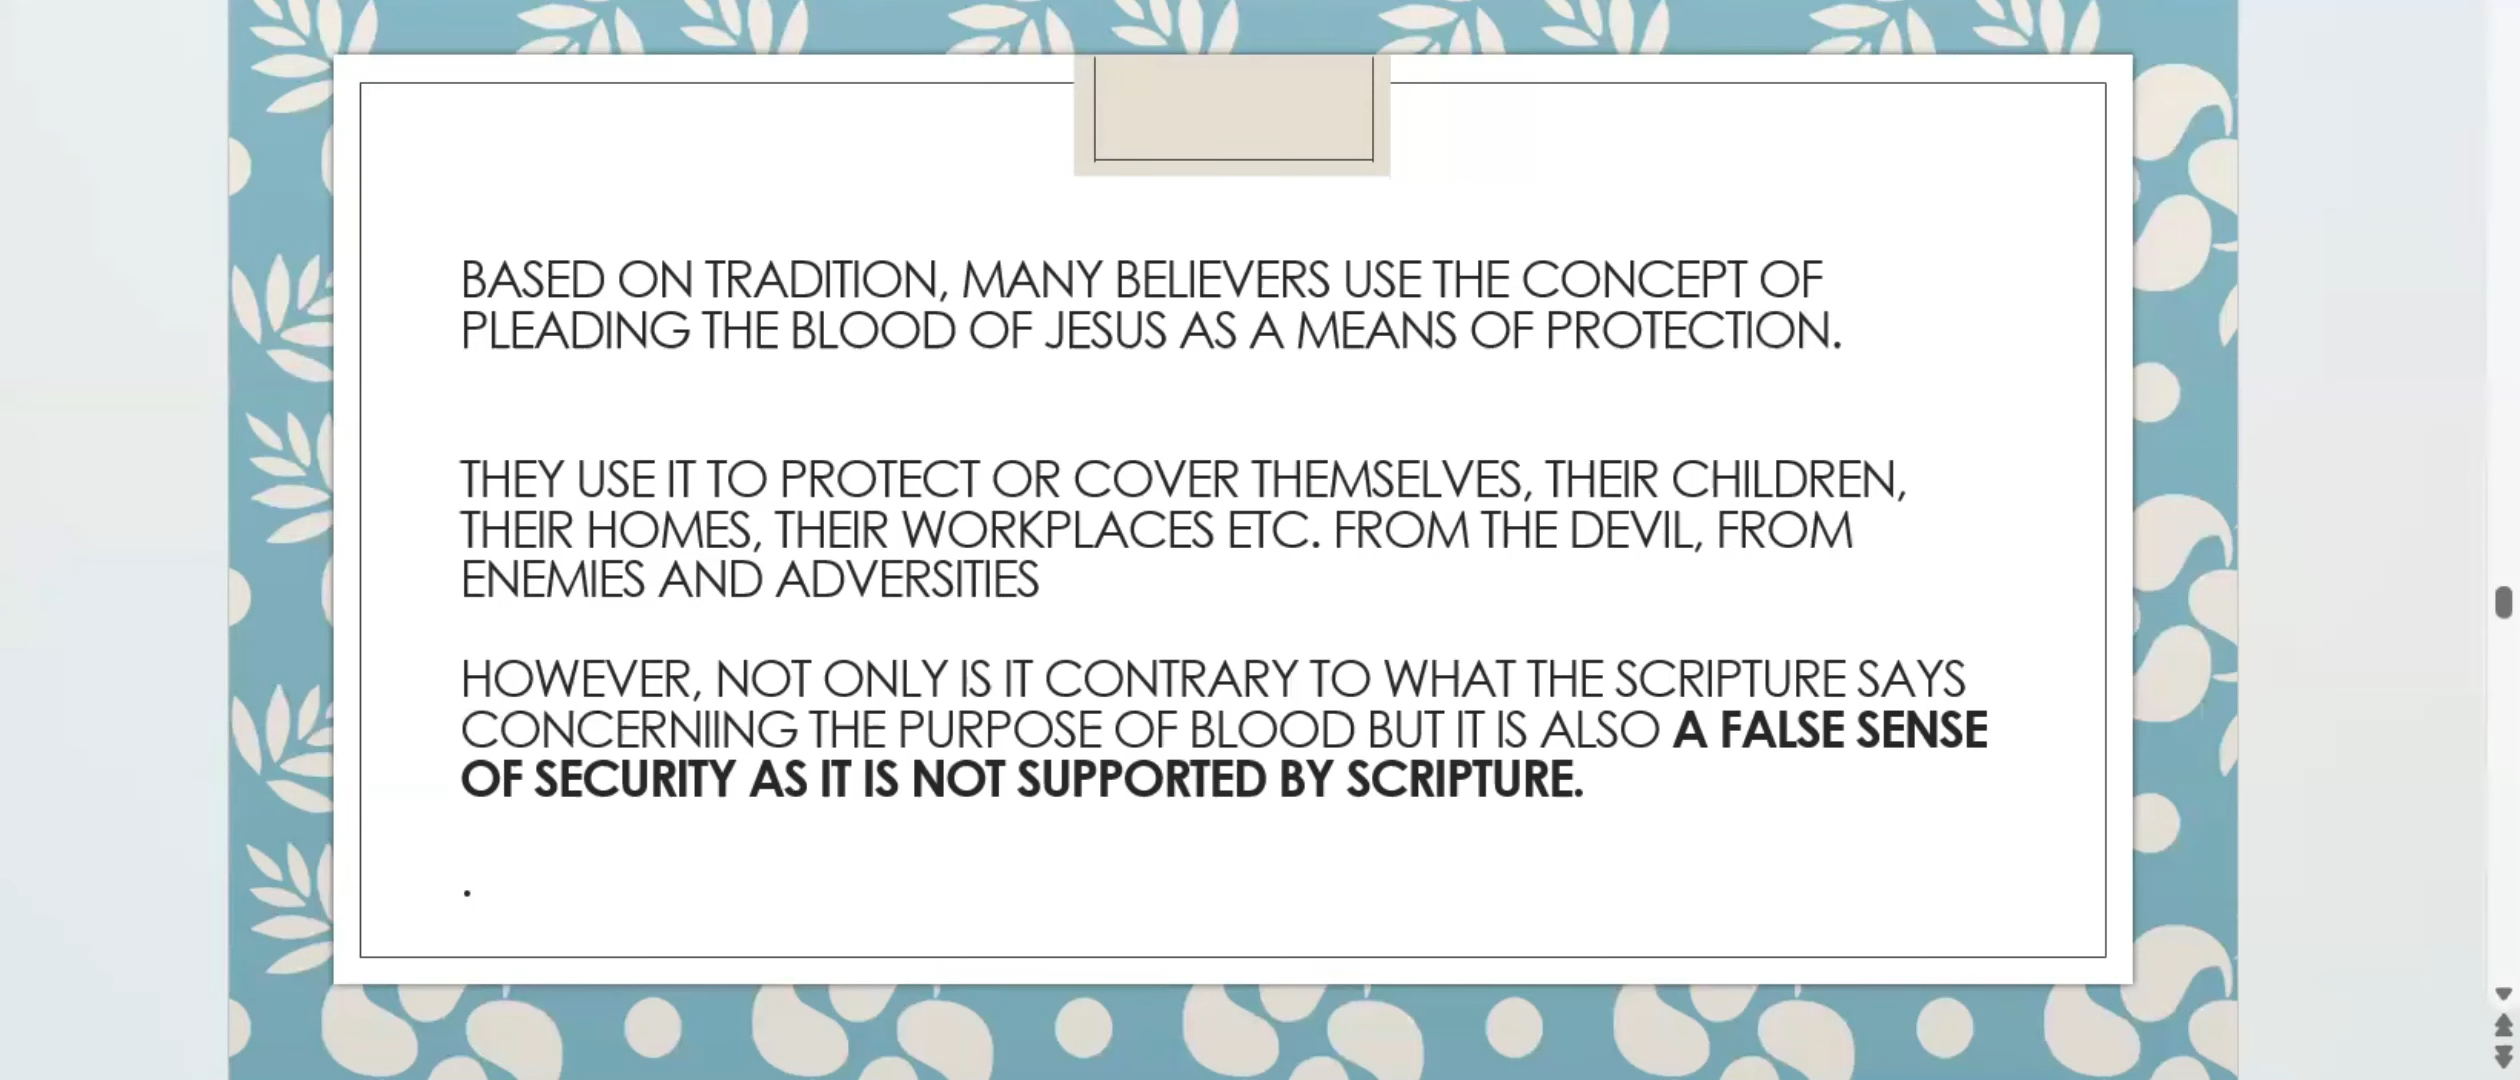 BASED ON TRADITION, MANY BELIEVERS USE THE CONCEPT OF
PLEADING THE BLOOD OF JESUS AS A MEANS OF PROTECTION.
THEY USE IT TO PROTECT OR COVER THEMSELVES, THEIR CHILDREN,
THEIR HOMES, THEIR WORKPLACES ETC. FROM THE DEVIL, FROM
ENEMIES AND ADVERSITIES
HOWEVER, NOT ONLY IS IT CONTRARY TO WHAT THE SCRIPTURE SAYS
CONCERNIING THE PURPOSE OF BLOOD BUT IT IS ALSO A FALSE SENSE
OF SECURITY AS IT IS NOT SUPPORTED BY SCRIPTURE.
.